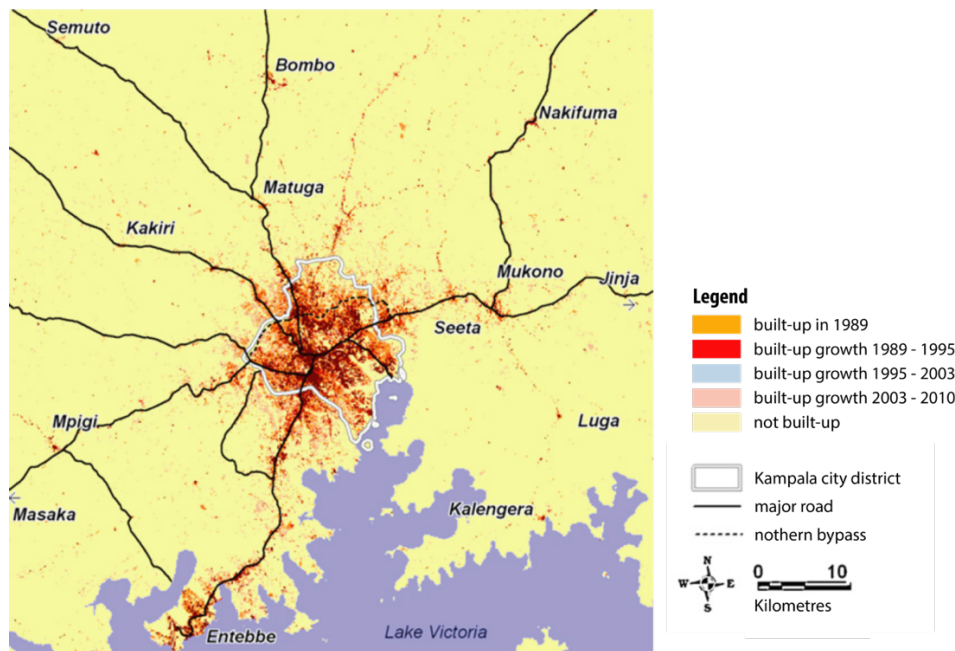 Semuto
Bombo
Nakifuma
Matuga
Kakiri
Mukono
Jinja
Seeta
Mpigi
Luga
Masaka
Kalengera
Entebbe
Lake Victoria
Legend
built-up in 1989
built-up growth 1989 - 1995
built-up growth 1995 - 2003
built-up growth 2003 - 2010
not built-up
Kampala city district
major road
nothern bypass
N
W E
S
0 10
Kilometres